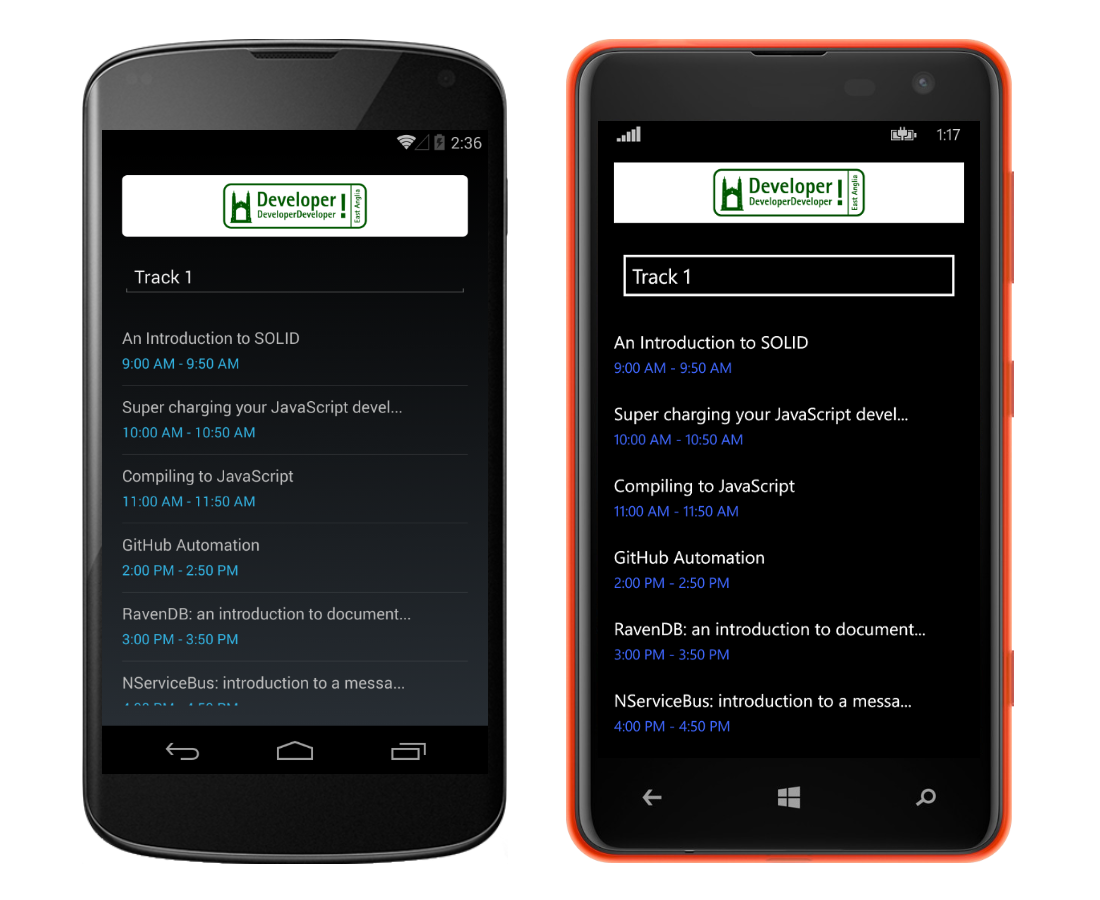 2:36
Developer
DeveloperDeveloper
!
East Anglia
Track 1
An Introduction to SOLID
9:00 AM - 9:50 AM
Super charging your JavaScript devel...
10:00 AM - 10:50 AM
Compiling to JavaScript
11:00 AM - 11:50 AM
GitHub Automation
2:00 PM - 2:50 PM
RavenDB: an introduction to document...
3:00 PM - 3:50 PM
NServiceBus: introduction to a messa...
4:00 PM - 4:50 PM
1:17
Developer
DeveloperDeveloper
!
East Anglia
Track 1
An Introduction to SOLID
9:00 AM - 9:50 AM
Super charging your JavaScript devel...
10:00 AM - 10:50 AM
Compiling to JavaScript
11:00 AM - 11:50 AM
GitHub Automation
2:00 PM - 2:50 PM
RavenDB: an introduction to document...
3:00 PM - 3:50 PM
NServiceBus: introduction to a messa...
4:00 PM - 4:50 PM